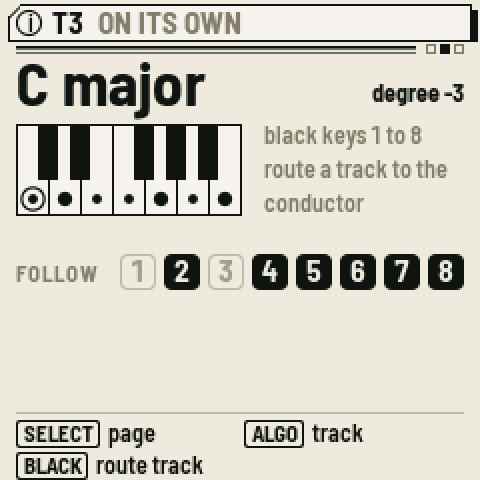 T3 ON ITS OWN
C major
degree -3
black keys 1 to 8
route a track to the
conductor
FOLLOW 1 2 3 4 5 6 7 8
SELECT page ALGO track
BLACK route track